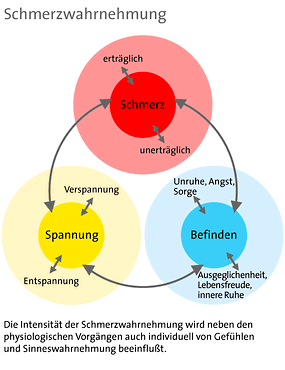 Schmerzwahrnehmung
erträglich
Schmerz
unerträglich
Verspannung
Spannung
Entspannung
Unruhe, Angst,
Sorge
Befinden
Ausgeglichenheit,
Lebensfreude,
innere Ruhe
Die Intensität der Schmerzwahrnehmung wird neben den
physiologischen Vorgängen auch individuell von Gefühlen
und Sinneswahrnehmung beeinflußt.